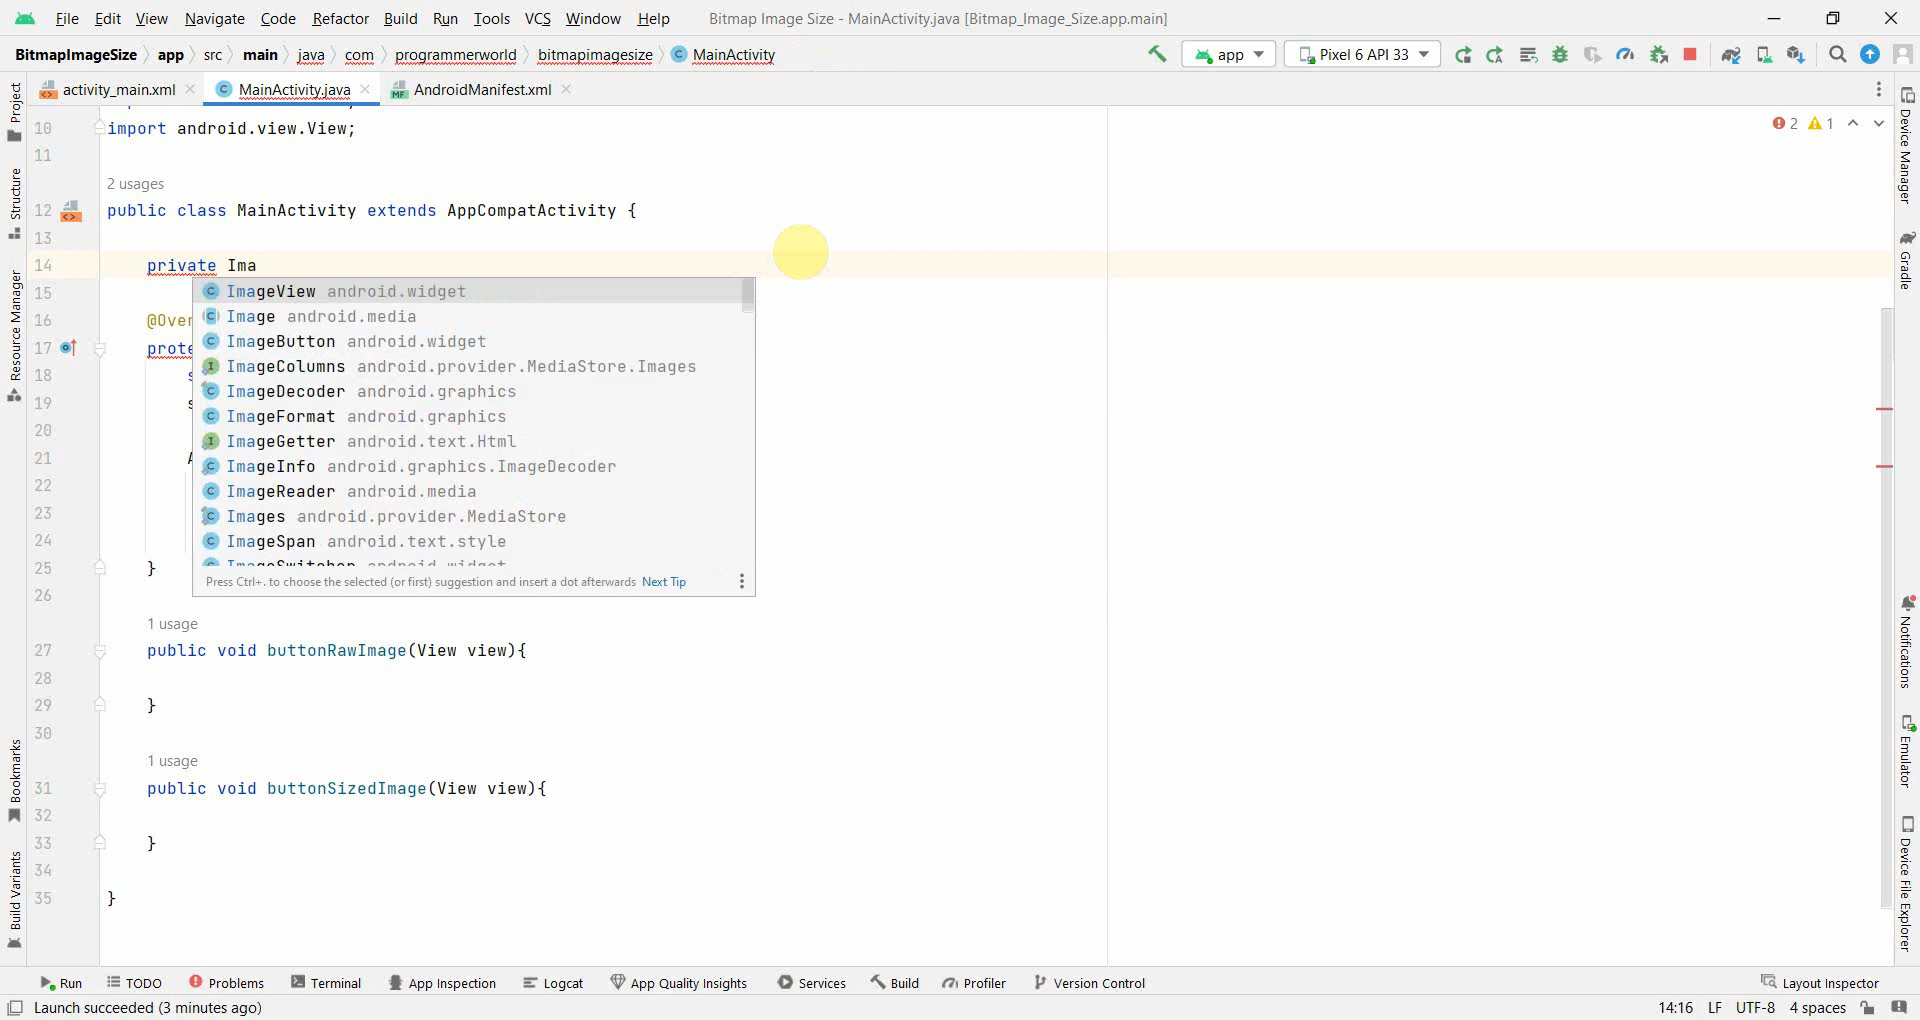 File Edit View Navigate Code Refactor Build Run Tools VCS Window Help Bitmap Image Size - MainActivity.java [Bitmap_Image_Size.app.main]
BitmapImageSize app src main java com programmerworld bitmapimagesize MainActivity app Pixel 6 API 33
activity_main.xml MainActivity.java AndroidManifest.xml
10 import android.view.View;
2 1
11
2 usages
12 public class MainActivity extends AppCompatActivity {
13
14 private Ima
15 ImageView android.widget
Image android.media
16 @Over
ImageButton android.widget
17 prote
ImageColumns android.provider.MediaStore.Images
18 s
ImageDecoder android.graphics
19 s
ImageFormat android.graphics
20
ImageGetter android.text.Html
21 A
ImageInfo android.graphics.ImageDecoder
22
ImageReader android.media
23
Images android.provider.MediaStore
24
ImageSpan android.text.style
25 }
ImageSwitcher android.widget
Press Ctrl+. to choose the selected (or first) suggestion and insert a dot afterwards Next Tip
26
1 usage
27 public void buttonRawImage(View view){
28
29 }
30
1 usage
31 public void buttonSizedImage(View view){
32
33 }
34
35 }
Project
Structure
Resource Manager
Bookmarks
Build Variants
Device Manager
Gradle
Notifications
Emulator
Device File Explorer
Run TODO Problems Terminal App Inspection Logcat App Quality Insights Services Build Profiler Version Control Layout Inspector
Launch succeeded (3 minutes ago) 14:16 LF UTF-8 4 spaces